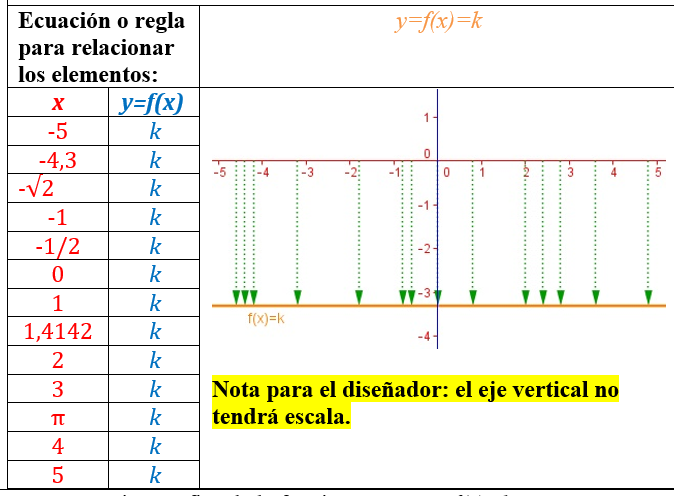 Ecuación o regla
para relacionar
los elementos:
y=f(x)=k
x y=f(x)
-5 k
-4,3 k
-√2 k
-1 k
-1/2 k
0 k
1 k
1,4142 k
2 k
3 k
π k
4 k
5 k
1
0
-5 -4 -3 -2 -1 0 1 2 3 4 5
-1
-2
-3
f(x)=k
-4
Nota para el diseñador: el eje vertical no
tendrá escala.